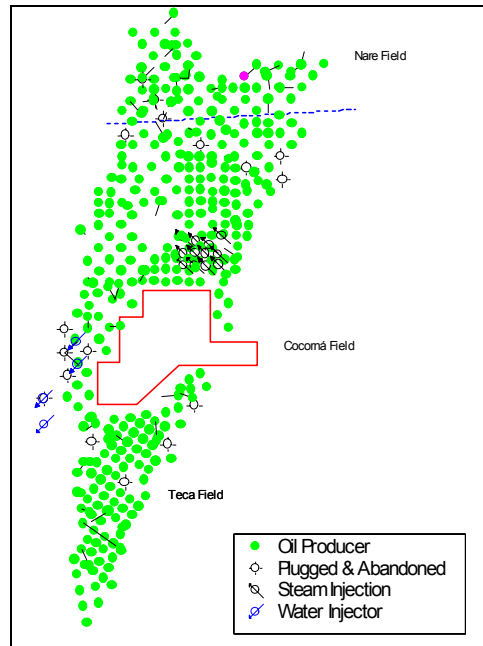 Nare Field
Cocorná Field
Teca Field
Oil Producer
Plugged & Abandoned
Steam Injection
Water Injector